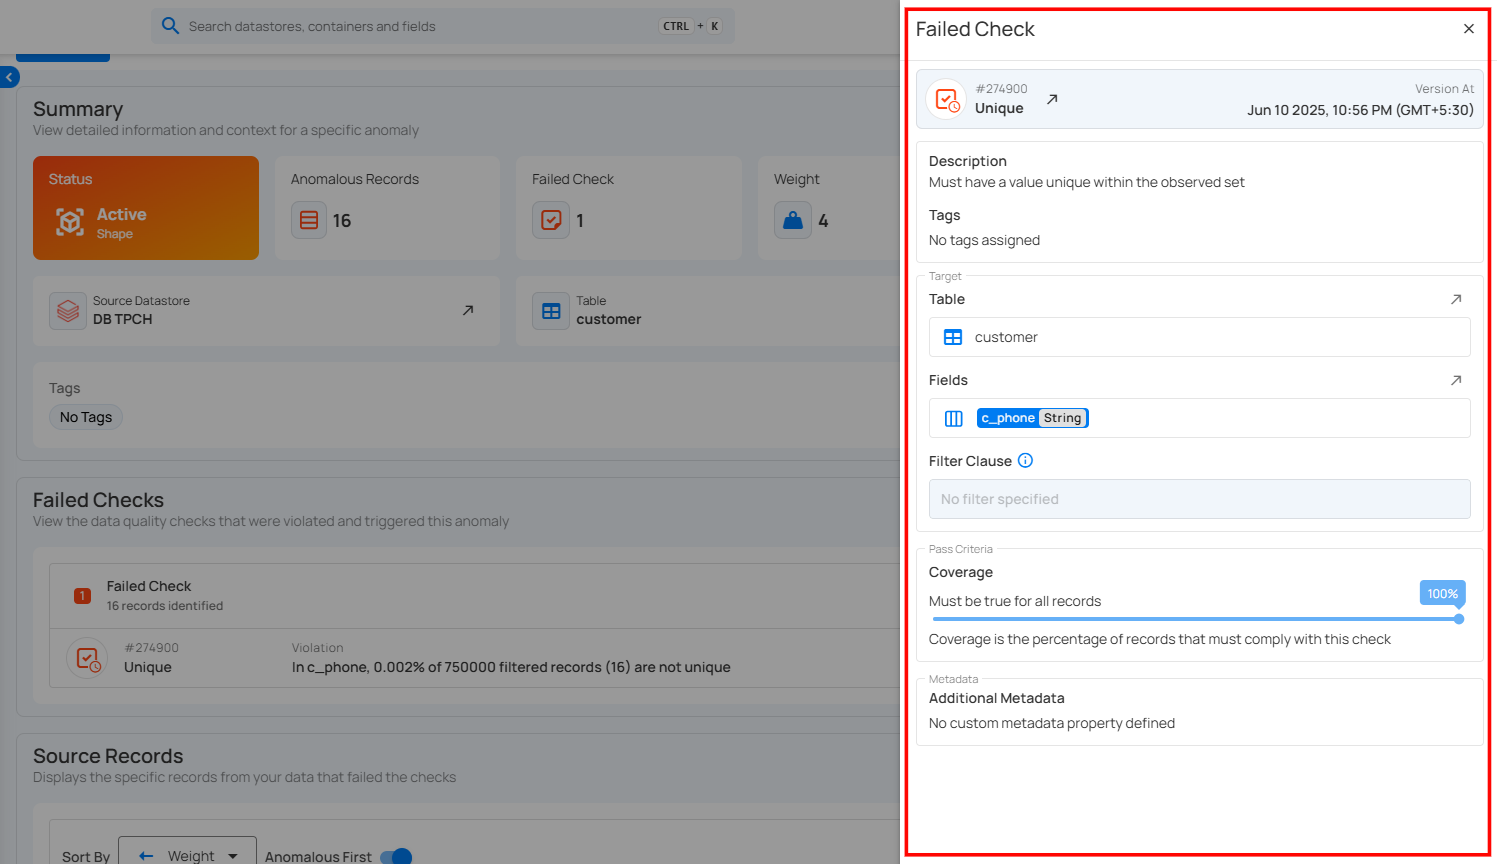 Search datastores, containers and fields
CTRL + K
Summary
View detailed information and context for a specific anomaly
Status
Active
Shape
Anomalous Records
16
Failed Check
1
Weight
4
Source Datastore
DB TPCH
Table
customer
Tags
No Tags
Failed Checks
View the data quality checks that were violated and triggered this anomaly
1
Failed Check
16 records identified
#274900
Unique
Violation
In c_phone, 0.002% of 750000 filtered records (16) are not unique
Source Records
Displays the specific records from your data that failed the checks
Sort By
Weight
Anomalous First
Failed Check
#274900
Unique
Version At
Jun 10 2025, 10:56 PM (GMT+5:30)
Description
Must have a value unique within the observed set
Tags
No tags assigned
Target
Table
customer
Fields
c_phone String
Filter Clause
No filter specified
Pass Criteria
Coverage
Must be true for all records
100%
Coverage is the percentage of records that must comply with this check
Metadata
Additional Metadata
No custom metadata property defined